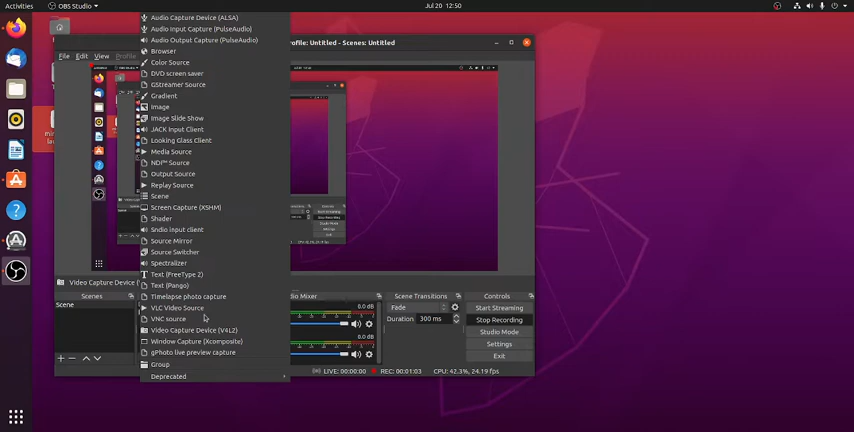 Activities
OBS Studio
Jul 20 12:50
Profile: Untitled - Scenes: Untitled
File Edit View Profile
Audio Capture Device (ALSA)
Audio Input Capture (PulseAudio)
Audio Output Capture (PulseAudio)
Browser
Color Source
DVD screen saver
GStreamer Source
Gradient
Image
Image Slide Show
JACK Input Client
Looking Glass Client
Media Source
NDI™ Source
Output Source
Replay Source
Scene
Screen Capture (XSHM)
Shader
Sndio input client
Source Mirror
Source Switcher
Spectralizer
Text (FreeType 2)
Text (Pango)
Timelapse photo capture
VLC Video Source
VNC source
Video Capture Device (V4L2)
Window Capture (Xcomposite)
gPhoto live preview capture
Group
Deprecated
Video Capture Device (V
Scenes
Scene
Mixer
0.0 dB
0.0 dB
Scene Transitions
Fade
Duration 300 ms
Controls
Start Streaming
Stop Recording
Studio Mode
Settings
Exit
LIVE: 00:00:00
REC: 00:01:03
CPU: 42.3%, 24.19 fps